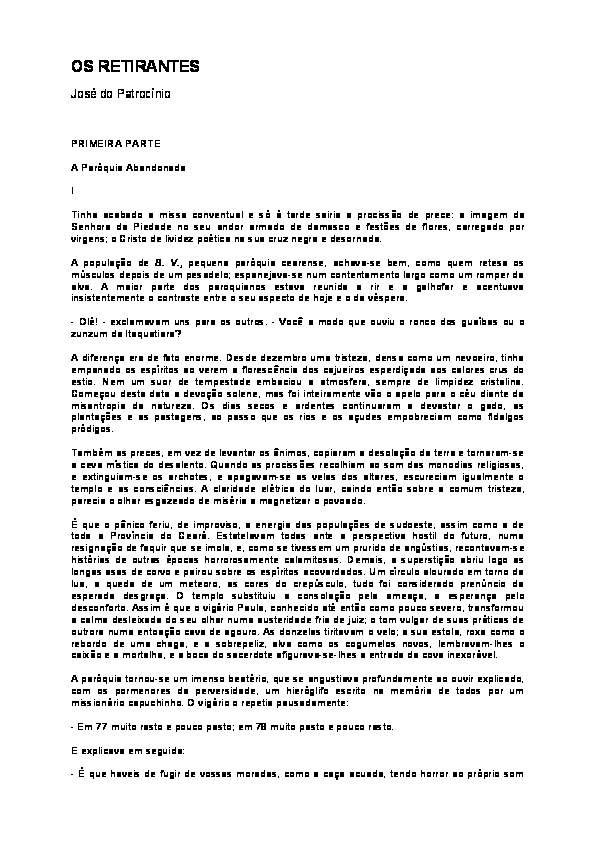 OS RETIRANTES
José do Patrocínio
PRIMEIRA PARTE
A Paróquia Abandonada
I
Tinha acabado a missa conventual e só à tarde sairia a procissão de prece: a imagem da
Senhora da Piedade no seu andor armado de damasco e festões de flores, carregado por
virgens; o Cristo de lividez poética na sua cruz negra e desornada.
A população de B. V., pequena paróquia cearense, achava-se bem, como quem retesa os
músculos depois de um pesadelo; espanejava-se num contentamento largo como um romper de
alva. A maior parte dos paroquianos estava reunida a rir e a galhofar e acentuava
insistentemente o contraste entre o seu aspecto de hoje e o da véspera.
- Olé! - exclamavam uns para os outros. - Você a modo que ouviu o ronco dos guaíbas ou o
zunzum da Itaquatiara?
A diferença era de fato enorme. Desde dezembro uma tristeza, densa como um nevoeiro, tinha
empanado os espíritos ao verem a florescência dos cajueiros esperdiçada aos calores crus do
estio. Nem um suor de tempestade embaciou a atmosfera, sempre de limpidez cristalina.
Começou desta data a devoção solene, mas foi inteiramente vão o apelo para o céu diante da
misantropia da natureza. Os dias secos e ardentes continuaram a devastar o gado, as
plantações e as pastagens, ao passo que os rios e os açudes empobreciam como fidalgos
pródigos.
Também as preces, em vez de levantar os ânimos, copiaram a desolação da terra e tornaram-se
a ceva mística do desalento. Quando as procissões recolhiam ao som das monodias religiosas,
e extinguiam-se os archotes, e apagavam-se as velas dos altares, escureciam igualmente o
templo e as consciências. A claridade elétrica do luar, caindo então sobre a comum tristeza,
parecia o olhar esgazeado da miséria a magnetizar o povoado.
É que o pânico feriu, de improviso, a energia das populações de sudoeste, assim como a de
toda a Província do Ceará. Estatelavam todas ante a perspectiva hostil do futuro, numa
resignação de faquir que se imola, e, como se tivessem um prurido de angústias, recontavam-se
histórias de outras épocas horrorosamente calamitosas. Demais, a superstição abriu logo as
longas asas de corvo e pairou sobre os espíritos acovardados. Um círculo alourado em torno da
lua, a queda de um meteoro, as cores do crepúsculo, tudo foi considerado prenúncio da
esperada desgraça. O templo substituiu a consolação pela ameaça, a esperança pelo
desconforto. Assim é que o vigário Paula, conhecido até então como pouco severo, transformou
a calma desleixada do seu olhar numa austeridade fria de juiz; o tom vulgar de suas práticas de
outrora numa entoação cava de agouro. As donzelas tiritavam o velo; a sua estola, roxa como o
rebordo de uma chaga, e a sobrepeliz, alva como os cogumelos novos, lembravam-lhes o
caixão e a mortalha, e a boca do sacerdote afigurava-se-lhes a entrada da cova inexorável.
A paróquia tornou-se um imenso beatério, que se angustiava profundamente ao ouvir explicado,
com os pormenores da perversidade, um hieróglifo escrito na memória de todos por um
missionário capuchinho. O vigário o repetia pausadamente:
- Em 77 muito rasto e pouco pasto; em 78 muito pasto e pouco rasto.
E explicava em seguida:
- É que haveis de fugir de vossas moradas, como a caça acuada, tendo horror ao próprio som